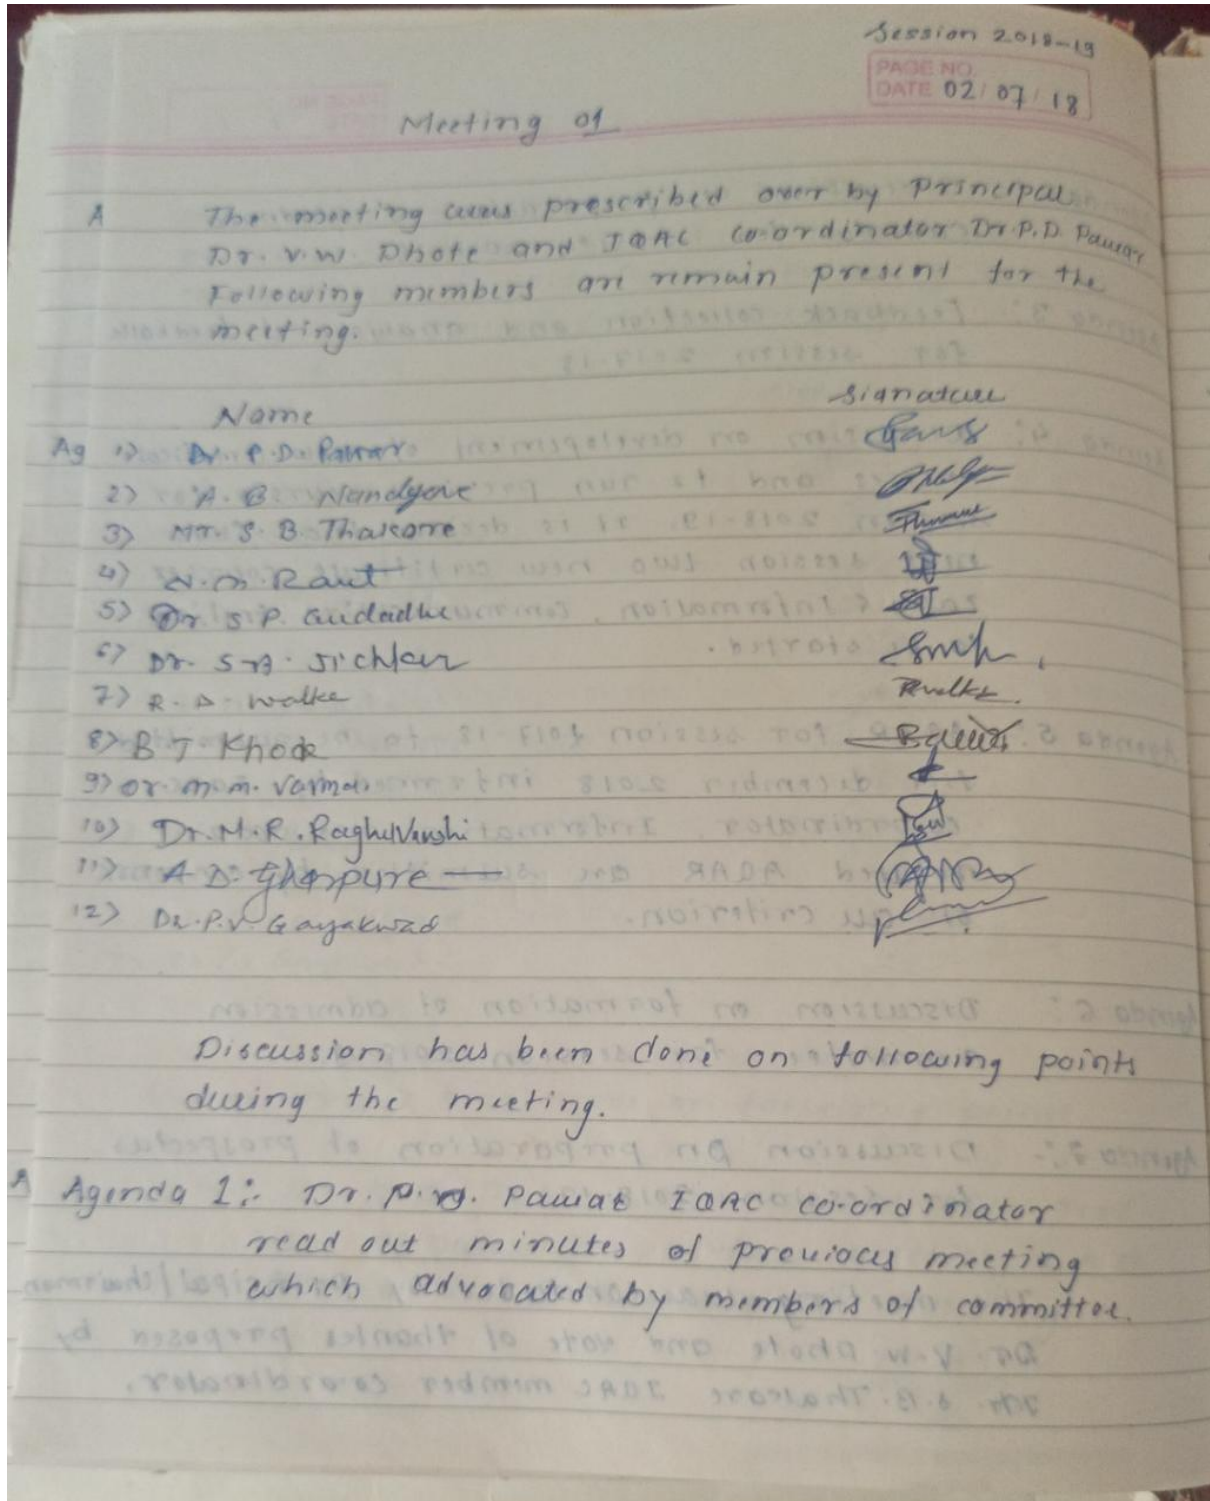 Session 2018-19
PAGE NO.
DATE 02/07/18
Meeting 01
A The meeting was prescribed over by principal
Dr. V.W. Dhote and IQAC co-ordinator Dr P.D. Pawar
Following members are remain present for the
meeting.
Name Signature
Ag 1) Dr. P.D. Pawar
2) A. B. Nandgave
3) Mr. S. B. Thakare
4) N. M. Raut
5) Dr. S P. Gudadhe
6) Dr. S B. Jichkar
7) R. D. Walke
8) B T Khode
9) Dr. M. M. Varma
10) Dr. M. R. Raghuvanshi
11) A D. Gharpure
12) Dr. P. V Gayakwad
Discussion has been done on following points
during the meeting.
A Agenda 1:- Dr. P. D. Pawar IQAC co-ordinator
read out minutes of previous meeting
which advocated by members of committee.